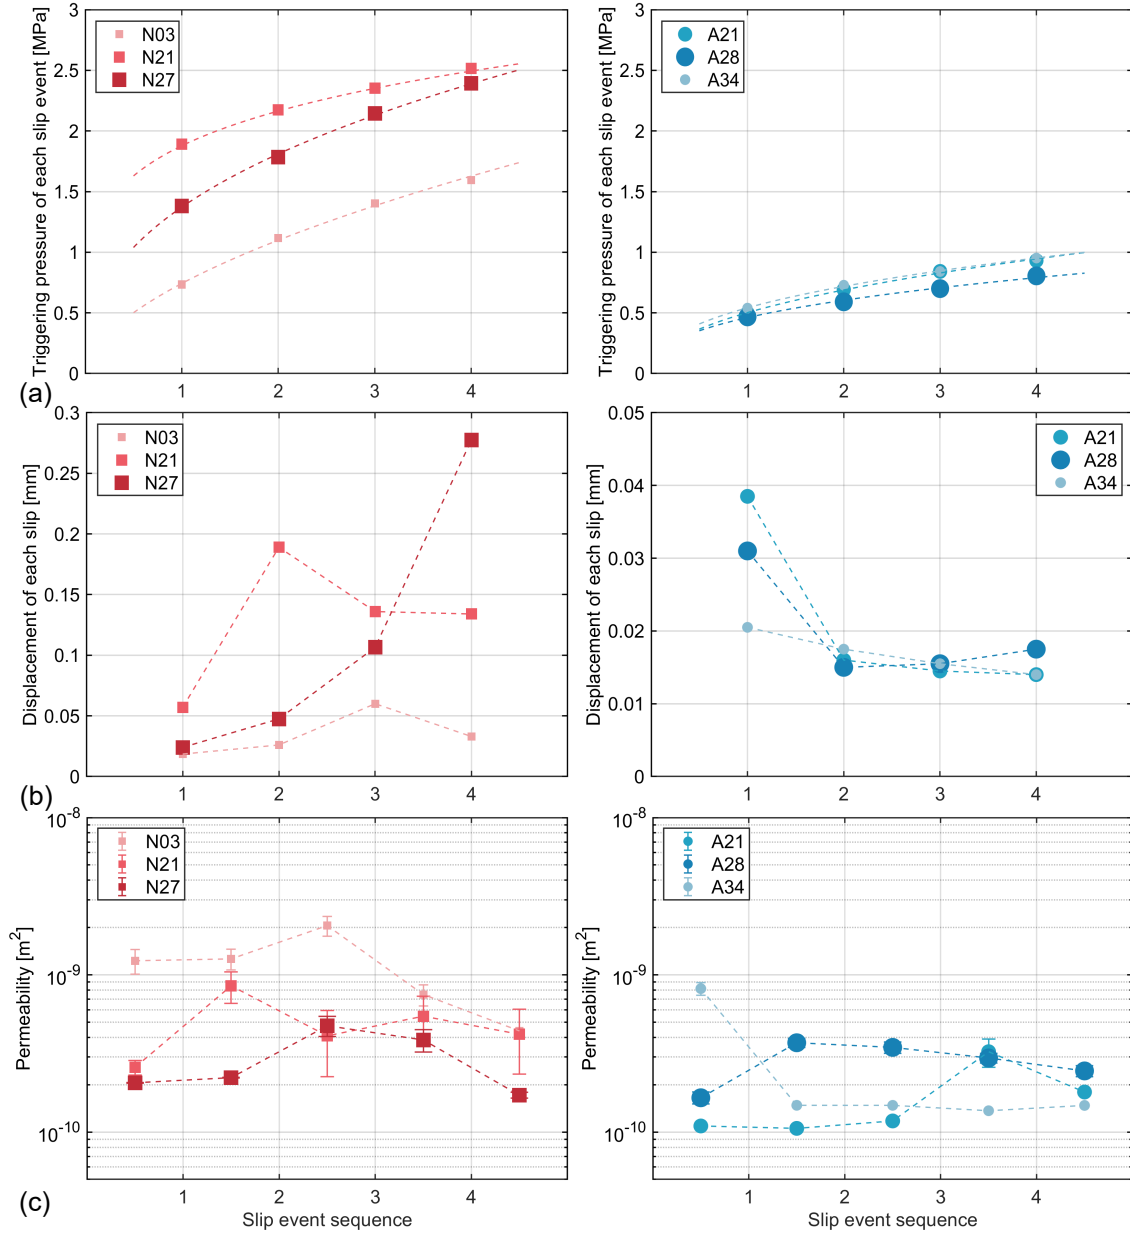 Triggering pressure of each slip event [MPa]
3
2.5
2
1.5
1
0.5
0
N03
N21
N27
1 2 3 4
Triggering pressure of each slip event [MPa]
3
2.5
2
1.5
1
0.5
0
A21
A28
A34
1 2 3 4
(a)
Displacement of each slip [mm]
0.3
0.25
0.2
0.15
0.1
0.05
0
N03
N21
N27
1 2 3 4
Displacement of each slip [mm]
0.05
0.04
0.03
0.02
0.01
0
A21
A28
A34
1 2 3 4
(b)
Permeability [m²]
10⁻⁸
10⁻⁹
10⁻¹⁰
N03
N21
N27
1 2 3 4
Slip event sequence
Permeability [m²]
10⁻⁸
10⁻⁹
10⁻¹⁰
A21
A28
A34
1 2 3 4
Slip event sequence
(c)